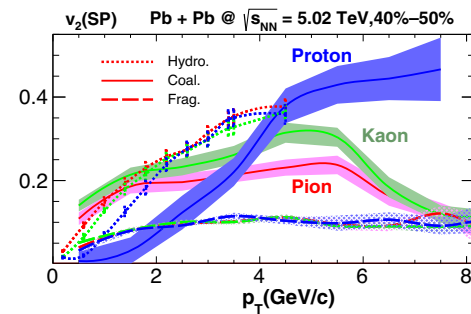 v₂(SP) Pb + Pb @ √sNN = 5.02 TeV,40%–50%
Hydro.
Coal.
Frag.
Proton
Kaon
Pion
0.4
0.2
0 2 4 6 8
pT(GeV/c)